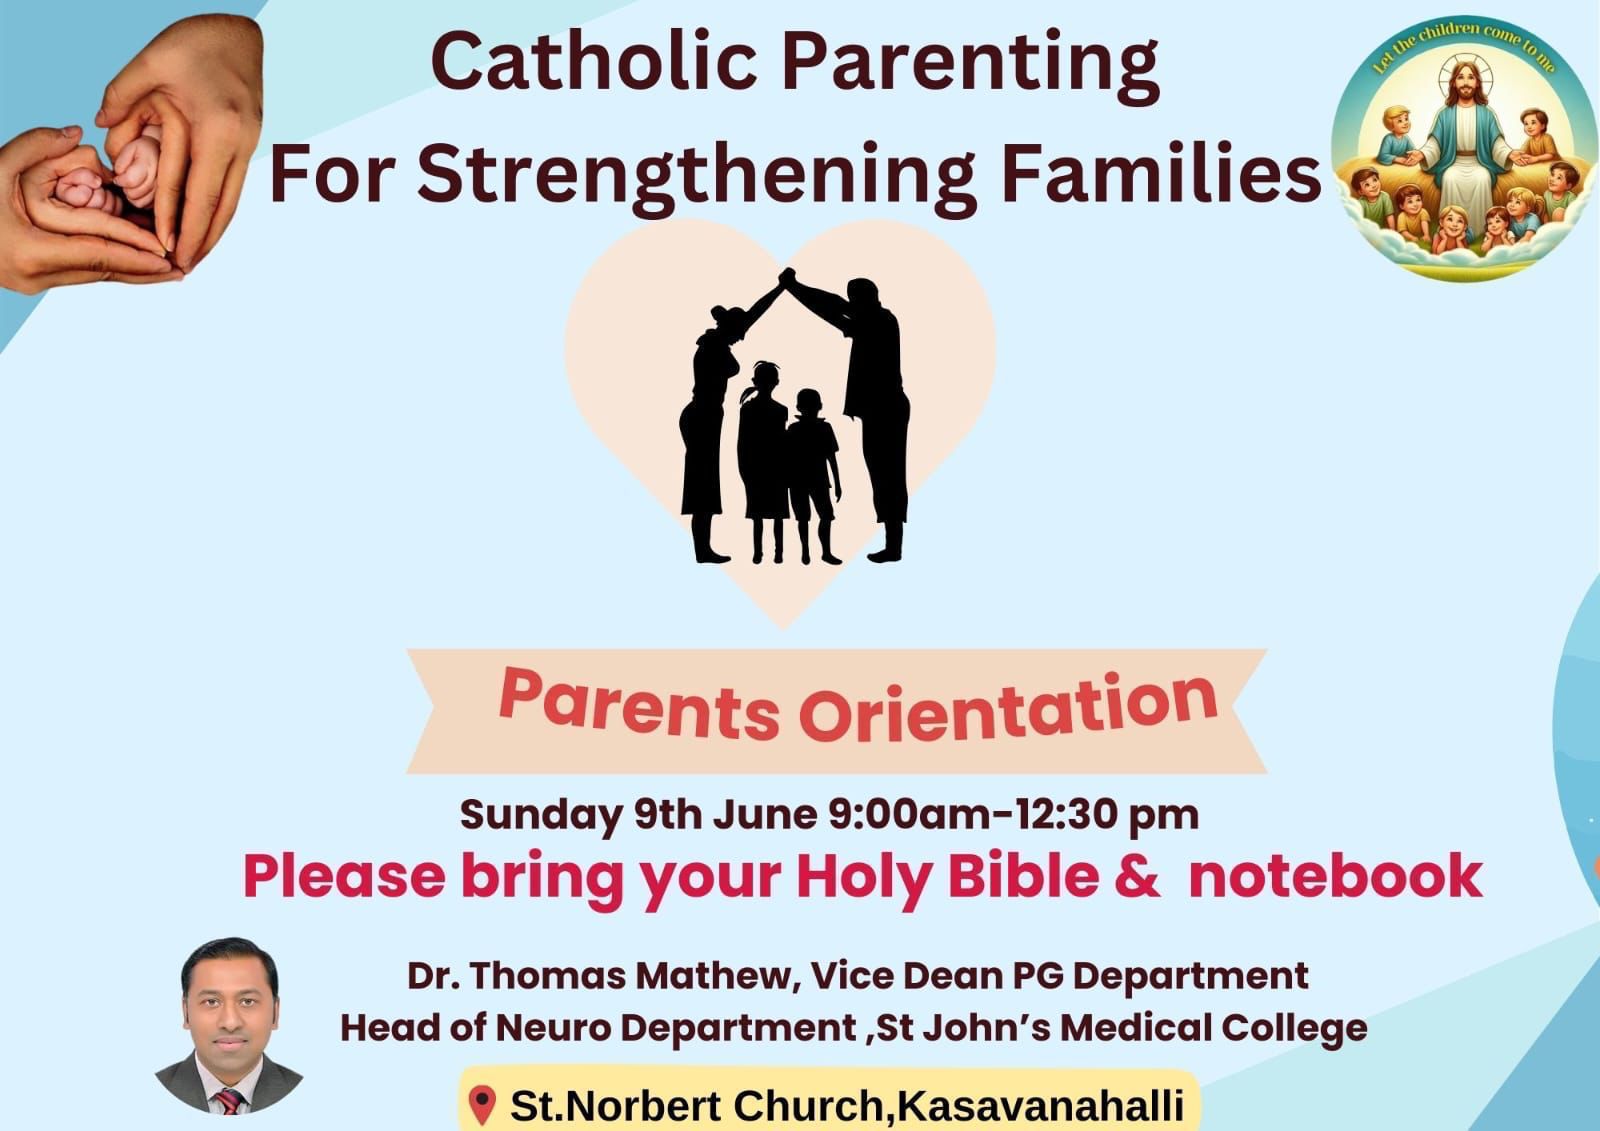 Catholic Parenting
For Strengthening Families
Let the children come to me
Parents Orientation
Sunday 9th June 9:00am-12:30 pm
Please bring your Holy Bible & notebook
Dr. Thomas Mathew, Vice Dean PG Department
Head of Neuro Department ,St John’s Medical College
St.Norbert Church,Kasavanahalli